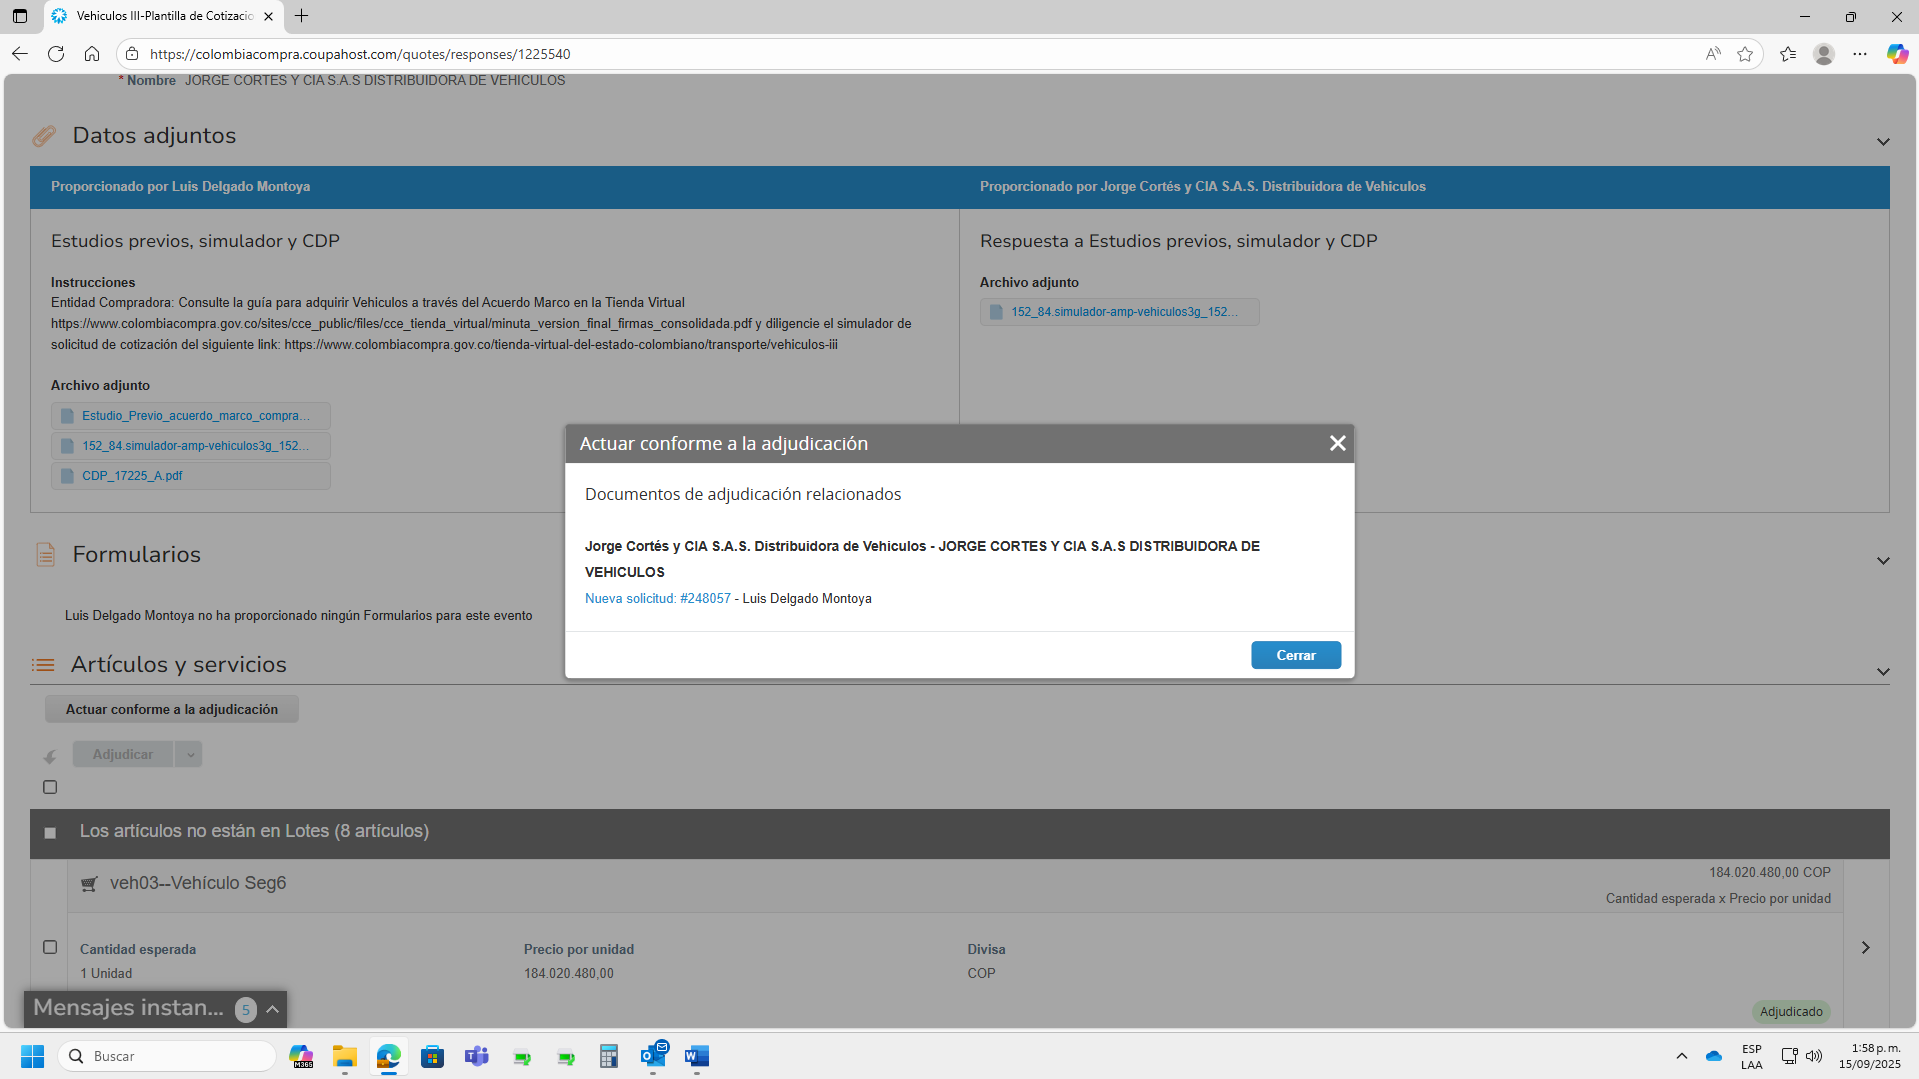 Vehiculos III-Plantilla de Cotizacio
https://colombiacompra.coupahost.com/quotes/responses/1225540
* Nombre JORGE CORTES Y CIA S.A.S DISTRIBUIDORA DE VEHICULOS
Datos adjuntos
Proporcionado por Luis Delgado Montoya
Proporcionado por Jorge Cortés y CIA S.A.S. Distribuidora de Vehiculos
Estudios previos, simulador y CDP
Respuesta a Estudios previos, simulador y CDP
Instrucciones
Entidad Compradora: Consulte la guía para adquirir Vehiculos a través del Acuerdo Marco en la Tienda Virtual
https://www.colombiacompra.gov.co/sites/cce_public/files/cce_tienda_virtual/minuta_version_final_firmas_consolidada.pdf y diligencie el simulador de
solicitud de cotización del siguiente link: https://www.colombiacompra.gov.co/tienda-virtual-del-estado-colombiano/transporte/vehiculos-iii
Archivo adjunto
152_84.simulador-amp-vehiculos3g_152...
Archivo adjunto
Estudio_Previo_acuerdo_marco_compra...
152_84.simulador-amp-vehiculos3g_152...
CDP_17225_A.pdf
Actuar conforme a la adjudicación
Documentos de adjudicación relacionados
Jorge Cortés y CIA S.A.S. Distribuidora de Vehiculos - JORGE CORTES Y CIA S.A.S DISTRIBUIDORA DE
VEHICULOS
Nueva solicitud: #248057 - Luis Delgado Montoya
Cerrar
Formularios
Luis Delgado Montoya no ha proporcionado ningún Formularios para este evento
Artículos y servicios
Actuar conforme a la adjudicación
Adjudicar
Los artículos no están en Lotes (8 artículos)
veh03--Vehículo Seg6
184.020.480,00 COP
Cantidad esperada x Precio por unidad
Cantidad esperada
Precio por unidad
Divisa
1 Unidad
184.020.480,00
COP
Mensajes instan... 5
Adjudicado
Buscar
M365
ESP
LAA
1:58 p. m.
15/09/2025